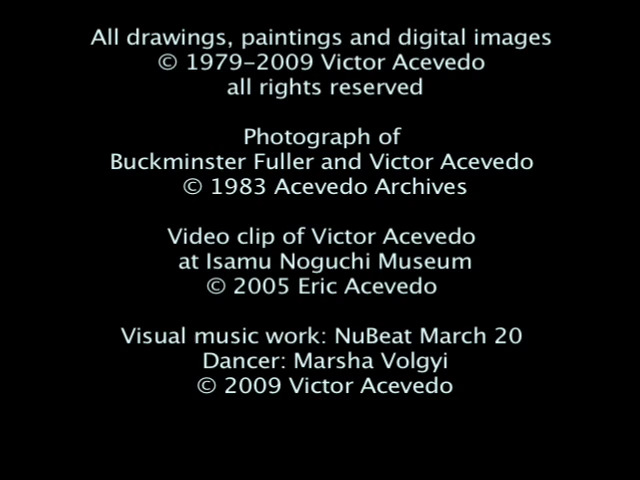 All drawings, paintings and digital images
© 1979-2009 Victor Acevedo
all rights reserved
Photograph of
Buckminster Fuller and Victor Acevedo
© 1983 Acevedo Archives
Video clip of Victor Acevedo
at Isamu Noguchi Museum
© 2005 Eric Acevedo
Visual music work: NuBeat March 20
Dancer: Marsha Volgyi
© 2009 Victor Acevedo